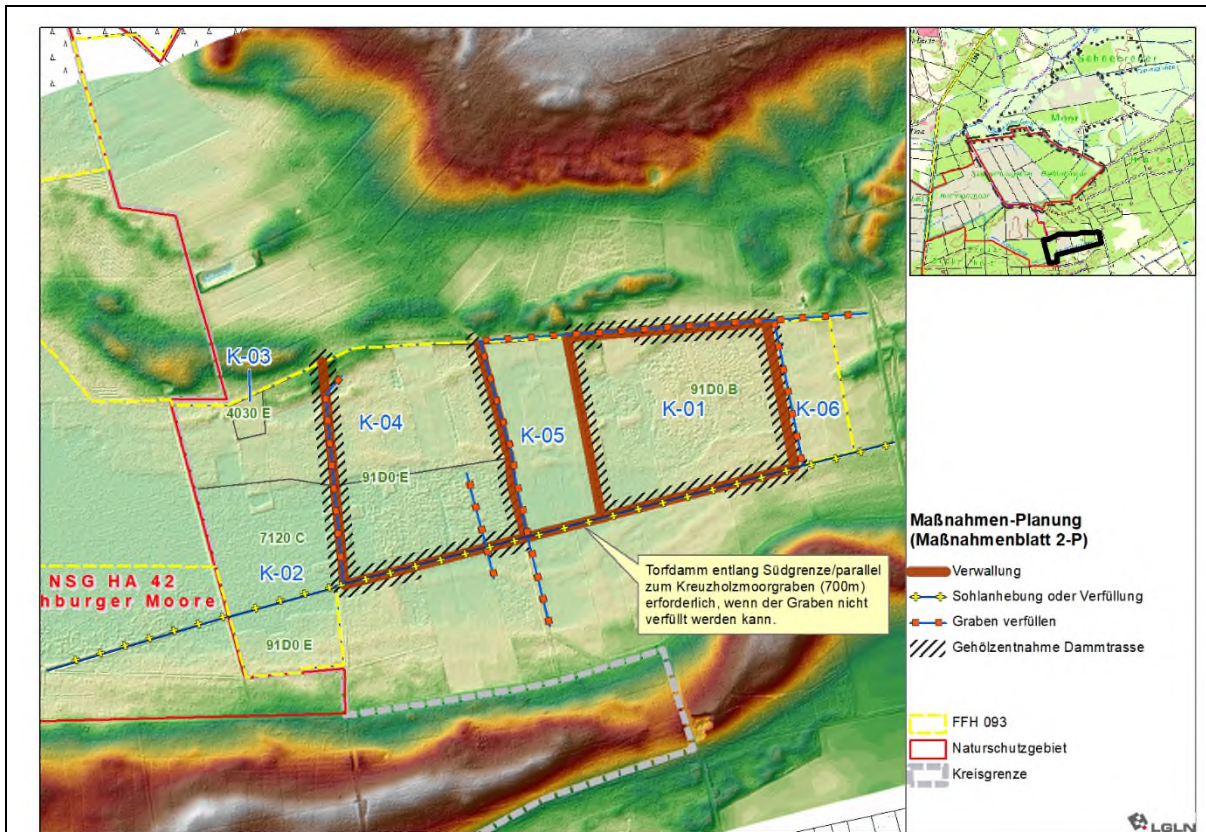 K-03
4030 E
K-04
K-05
91D0 B
K-01
K-06
91D0 E
7120 C
K-02
NSG HA 42
hburger Moore
91D0 E
Torfdamm entlang Südgrenze/parallel
zum Kreuzholzmoorgraben (700m)
erforderlich, wenn der Graben nicht
verfüllt werden kann.
Schneerener
Moor
Maßnahmen-Planung
(Maßnahmenblatt 2-P)
Verwallung
Sohlanhebung oder Verfüllung
Graben verfüllen
Gehölzentnahme Dammtrasse
FFH 093
Naturschutzgebiet
Kreisgrenze
LGLN